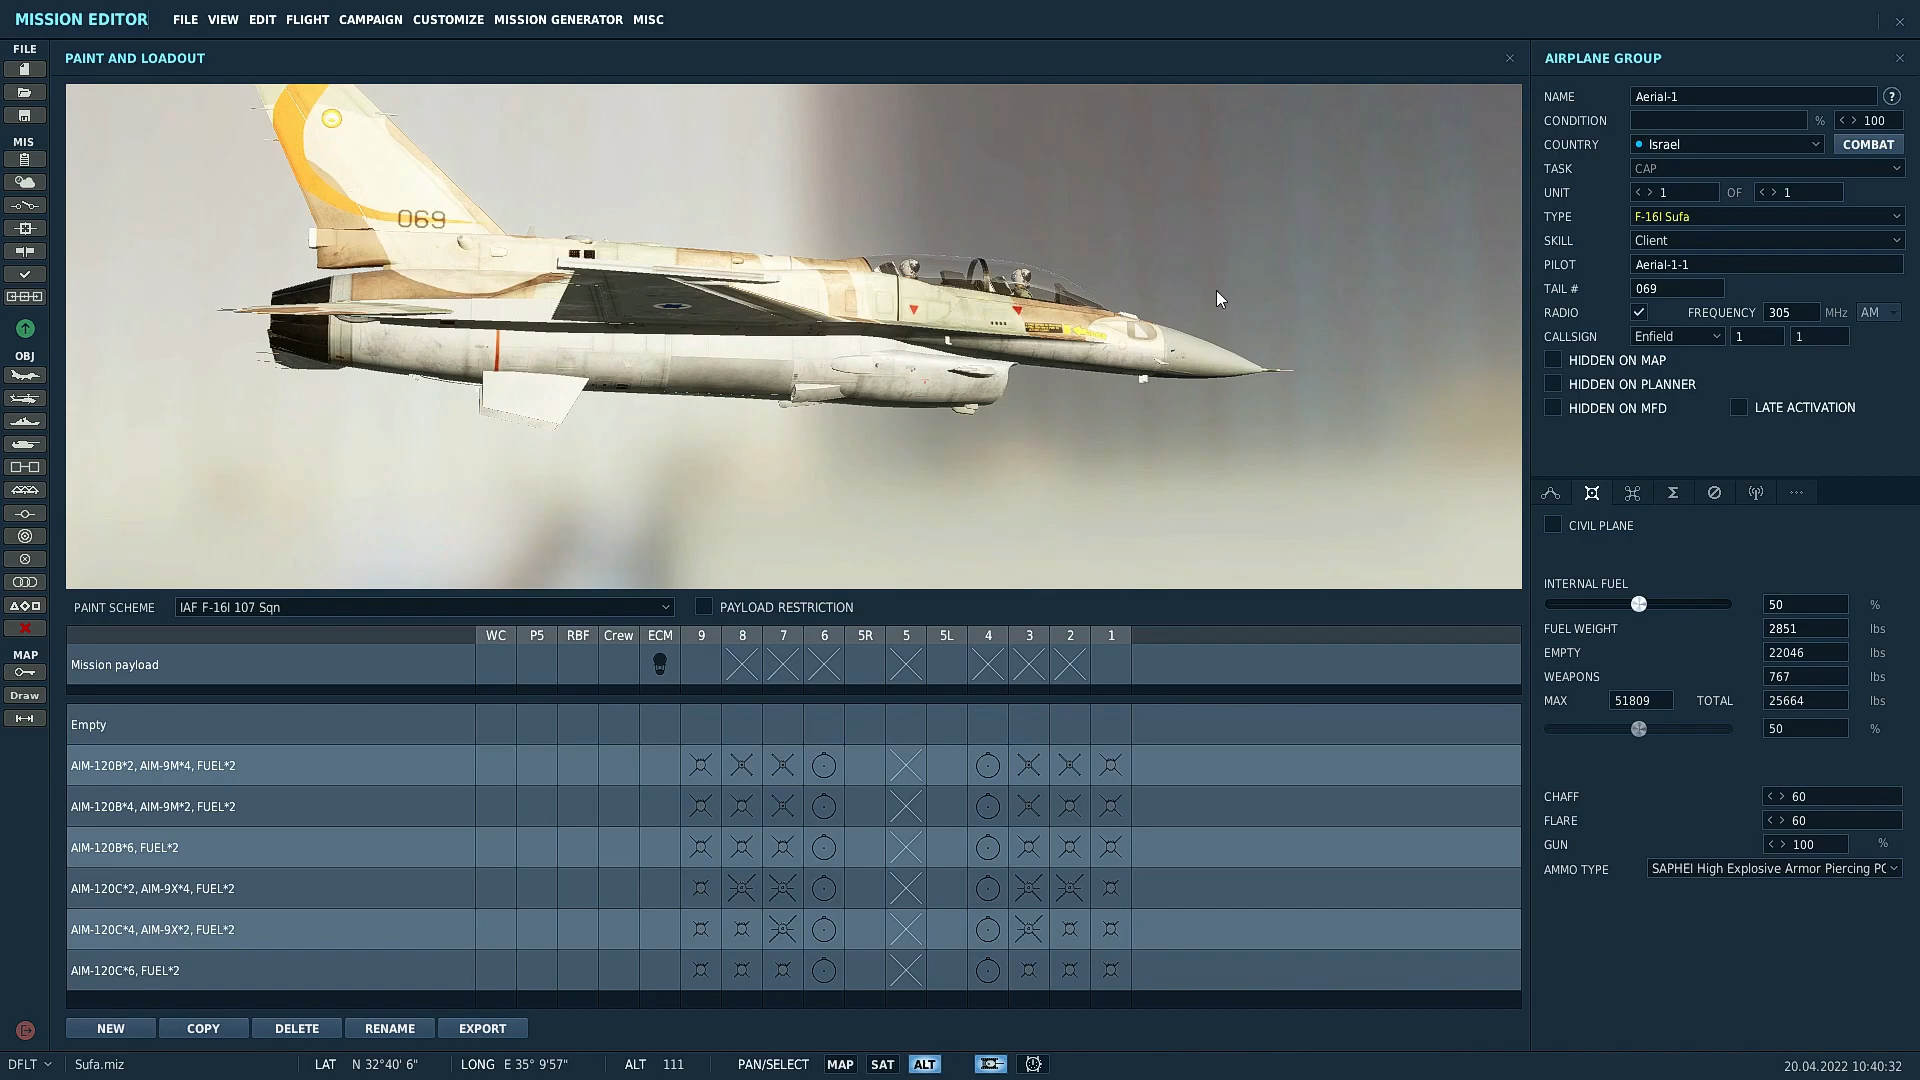 MISSION EDITOR FILE VIEW EDIT FLIGHT CAMPAIGN CUSTOMIZE MISSION GENERATOR MISC
FILE
MIS
OBJ
MAP
Draw
PAINT AND LOADOUT
069
PAINT SCHEME IAF F-16I 107 Sqn PAYLOAD RESTRICTION
WC P5 RBF Crew ECM 9 8 7 6 5R 5 5L 4 3 2 1
Mission payload
Empty
AIM-120B*2, AIM-9M*4, FUEL*2
AIM-120B*4, AIM-9M*2, FUEL*2
AIM-120B*6, FUEL*2
AIM-120C*2, AIM-9X*4, FUEL*2
AIM-120C*4, AIM-9X*2, FUEL*2
AIM-120C*6, FUEL*2
NEW COPY DELETE RENAME EXPORT
AIRPLANE GROUP
NAME Aerial-1 ?
CONDITION % < > 100
COUNTRY Israel COMBAT
TASK CAP
UNIT < > 1 OF < > 1
TYPE F-16I Sufa
SKILL Client
PILOT Aerial-1-1
TAIL # 069
RADIO FREQUENCY 305 MHz AM
CALLSIGN Enfield 1 1
HIDDEN ON MAP
HIDDEN ON PLANNER
HIDDEN ON MFD LATE ACTIVATION
CIVIL PLANE
INTERNAL FUEL
50 %
FUEL WEIGHT 2851 lbs
EMPTY 22046 lbs
WEAPONS 767 lbs
MAX 51809 TOTAL 25664 lbs
50 %
CHAFF < > 60
FLARE < > 60
GUN < > 100 %
AMMO TYPE SAPHEI High Explosive Armor Piercing PG
DFLT Sufa.miz LAT N 32°40' 6" LONG E 35° 9'57" ALT 111 PAN/SELECT MAP SAT ALT 20.04.2022 10:40:32